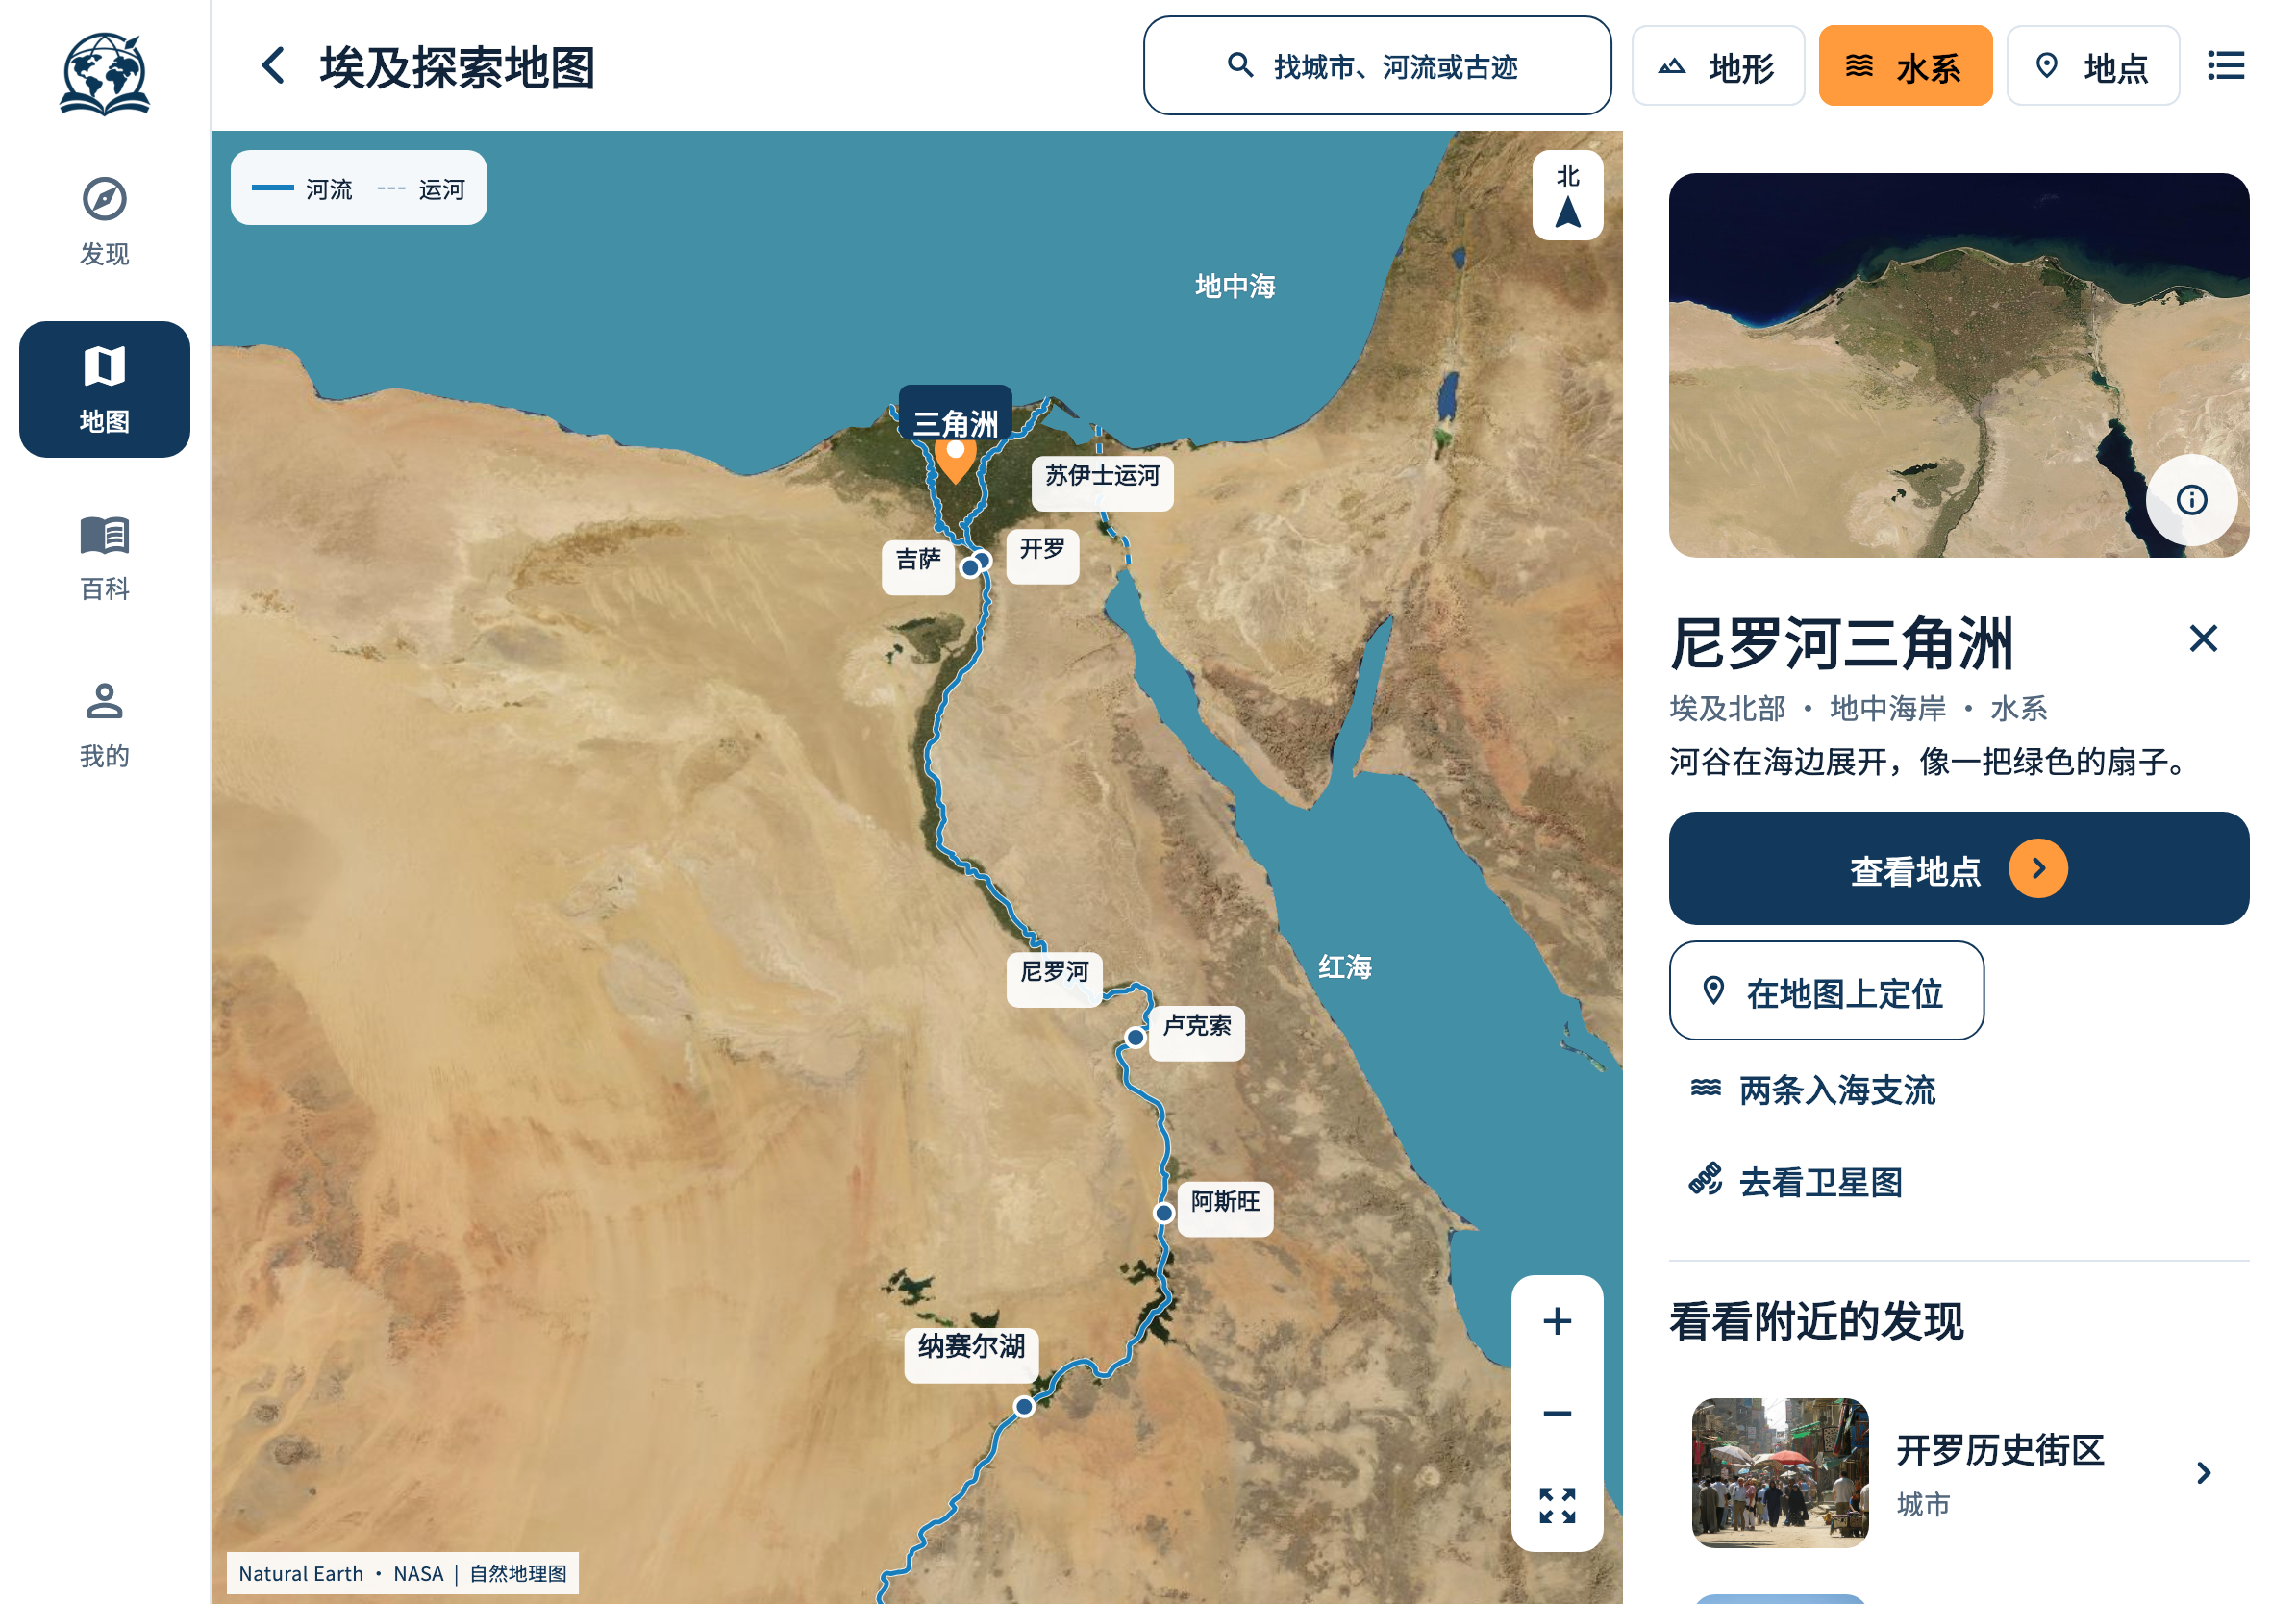 埃及探索地图
找城市、河流或古迹
地形
水系
地点
发现
地图
百科
我的
河流
运河
北
地中海
三角洲
苏伊士运河
吉萨
开罗
尼罗河
红海
卢克索
阿斯旺
纳赛尔湖
Natural Earth · NASA | 自然地理图
尼罗河三角洲
埃及北部 · 地中海岸 · 水系
河谷在海边展开，像一把绿色的扇子。
查看地点
在地图上定位
两条入海支流
去看卫星图
看看附近的发现
开罗历史街区
城市